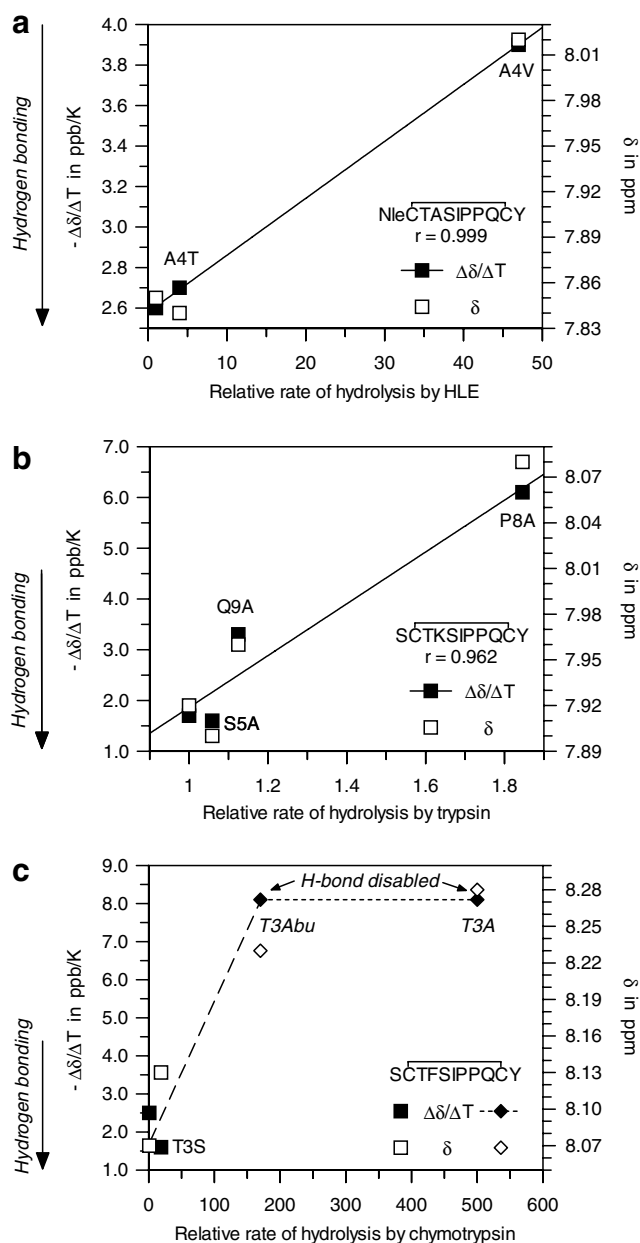 a
Hydrogen bonding
- Δδ/ΔT in ppb/K
4.0
3.8
3.6
3.4
3.2
3.0
2.8
2.6
8.01
7.98
7.95
7.92
7.89
7.86
7.83
δ in ppm
A4V
A4T
NleCTASIPPQCY
r = 0.999
Δδ/ΔT
δ
0 10 20 30 40 50
Relative rate of hydrolysis by HLE
b
Hydrogen bonding
- Δδ/ΔT in ppb/K
7.0
6.0
5.0
4.0
3.0
2.0
1.0
8.07
8.04
8.01
7.98
7.95
7.92
7.89
δ in ppm
P8A
Q9A
S5A
SCTKSIPPQCY
r = 0.962
Δδ/ΔT
δ
1 1.2 1.4 1.6 1.8
Relative rate of hydrolysis by trypsin
c
Hydrogen bonding
- Δδ/ΔT in ppb/K
9.0
8.0
7.0
6.0
5.0
4.0
3.0
2.0
1.0
8.28
8.25
8.22
8.19
8.16
8.13
8.10
8.07
δ in ppm
H-bond disabled
T3Abu
T3A
T3S
SCTFSIPPQCY
Δδ/ΔT
δ
0 100 200 300 400 500 600
Relative rate of hydrolysis by chymotrypsin